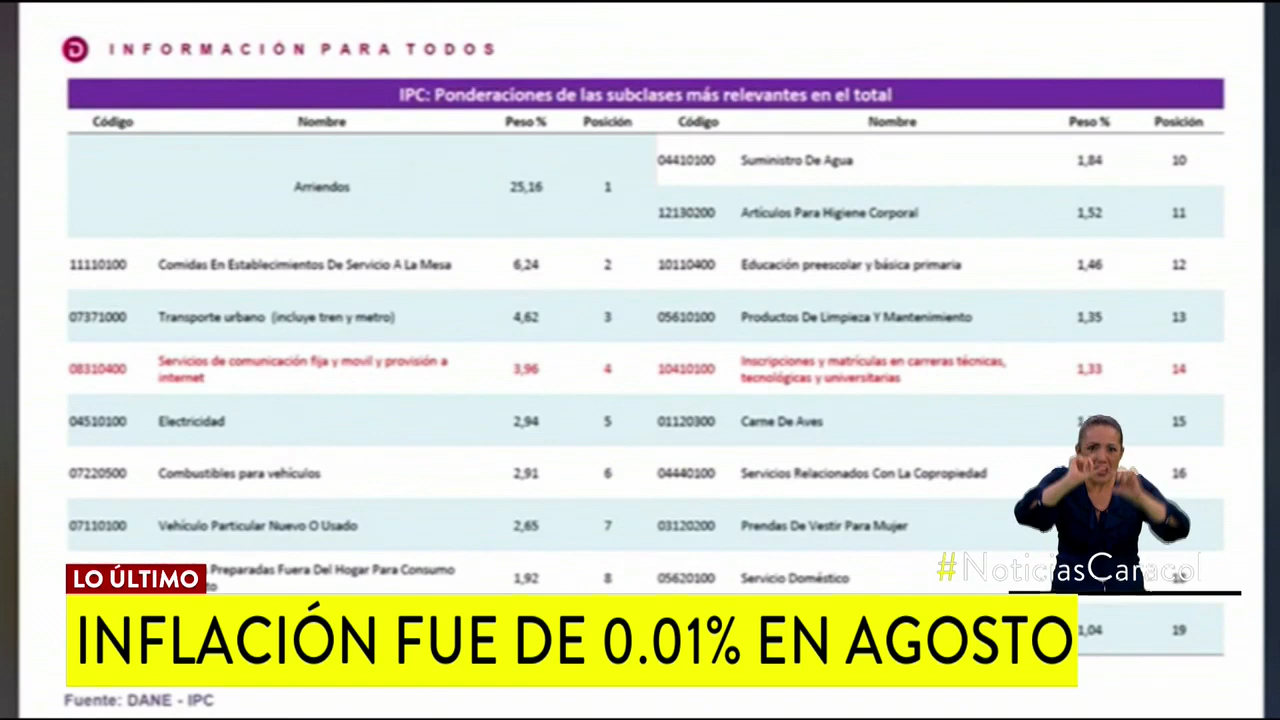 INFORMACIÓN PARA TODOS
IPC: Ponderaciones de las subclases más relevantes en el total
Código Nombre Peso % Posición Código Nombre Peso % Posición
Arriendos 25,16 1
04410100 Suministro De Agua 1,84 10
12130200 Artículos Para Higiene Corporal 1,52 11
11110100 Comidas En Establecimientos De Servicio A La Mesa 6,24 2 10110400 Educación preescolar y básica primaria 1,46 12
07371000 Transporte urbano (incluye tren y metro) 4,62 3 05610100 Productos De Limpieza Y Mantenimiento 1,35 13
08310400 Servicios de comunicación fija y movil y provisión a internet 3,96 4 10410100 Inscripciones y matrículas en carreras técnicas, tecnológicas y universitarias 1,33 14
04510100 Electricidad 2,94 5 01120300 Carne De Aves 15
07220500 Combustibles para vehículos 2,91 6 04440100 Servicios Relacionados Con La Copropiedad 16
07110100 Vehículo Particular Nuevo O Usado 2,65 7 03120200 Prendas De Vestir Para Mujer
Preparadas Fuera Del Hogar Para Consumo 1,92 8 05620100 Servicio Doméstico
#NoticiasCaracol
LO ÚLTIMO
INFLACIÓN FUE DE 0.01% EN AGOSTO
1,04 19
Fuente: DANE - IPC